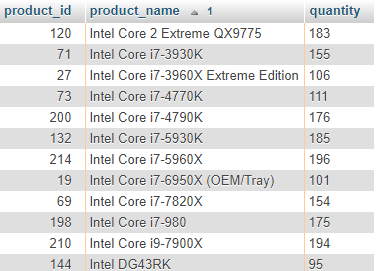 product_id product_name 1 quantity
120 Intel Core 2 Extreme QX9775 183
71 Intel Core i7-3930K 155
27 Intel Core i7-3960X Extreme Edition 106
73 Intel Core i7-4770K 111
200 Intel Core i7-4790K 176
132 Intel Core i7-5930K 185
214 Intel Core i7-5960X 196
19 Intel Core i7-6950X (OEM/Tray) 101
69 Intel Core i7-7820X 154
198 Intel Core i7-980 175
210 Intel Core i9-7900X 194
144 Intel DG43RK 95